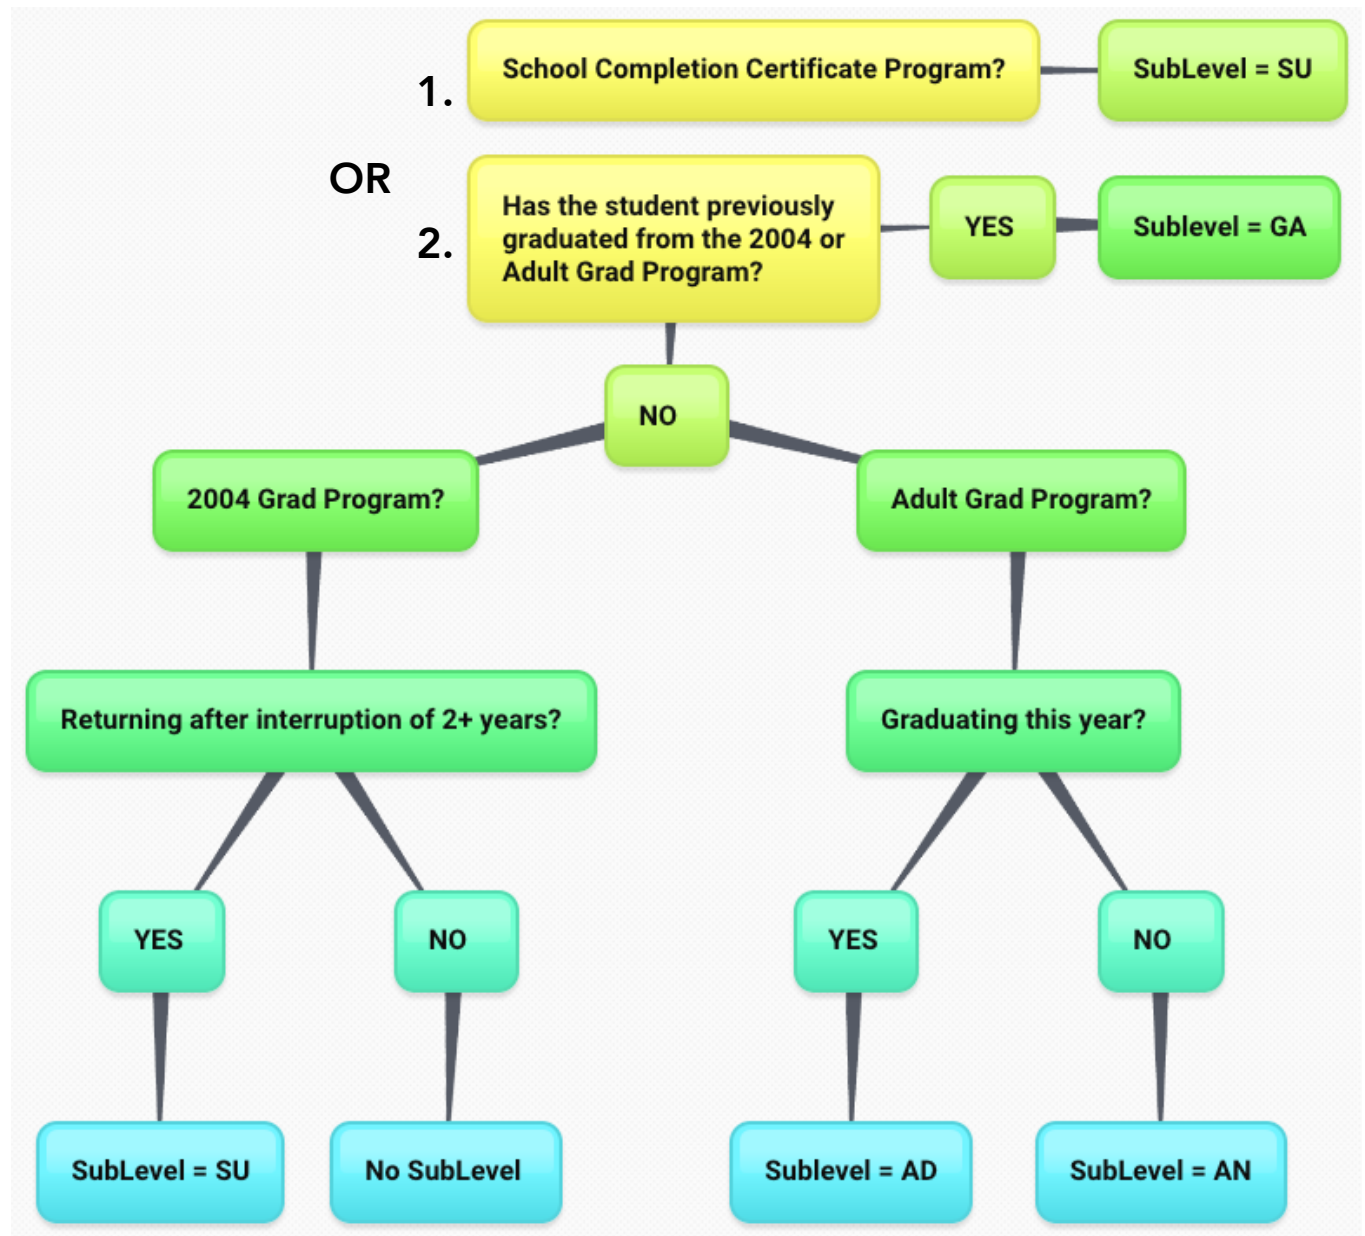 1.
School Completion Certificate Program?
SubLevel = SU
OR
2.
Has the student previously
graduated from the 2004 or
Adult Grad Program?
YES
Sublevel = GA
NO
2004 Grad Program?
Adult Grad Program?
Returning after interruption of 2+ years?
Graduating this year?
YES
NO
YES
NO
SubLevel = SU
No SubLevel
Sublevel = AD
SubLevel = AN